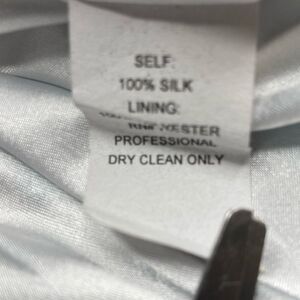 SELF:
100% SILK
LINING:
PROFESSIONAL
DRY CLEAN ONLY